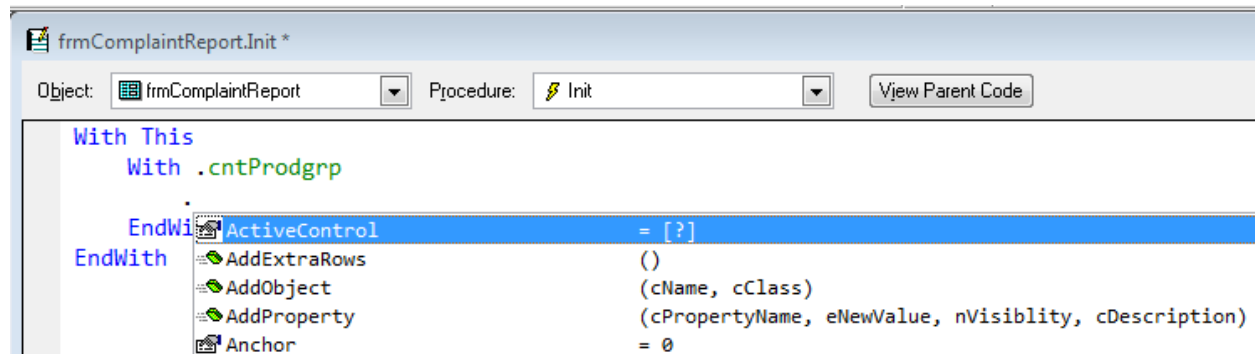 frmComplaintReport.Init *
Object: frmComplaintReport Procedure: Init View Parent Code
With This
With .cntProdgrp
.
EndWi ActiveControl = [?]
EndWith AddExtraRows ()
AddObject (cName, cClass)
AddProperty (cPropertyName, eNewValue, nVisiblity, cDescription)
Anchor = 0